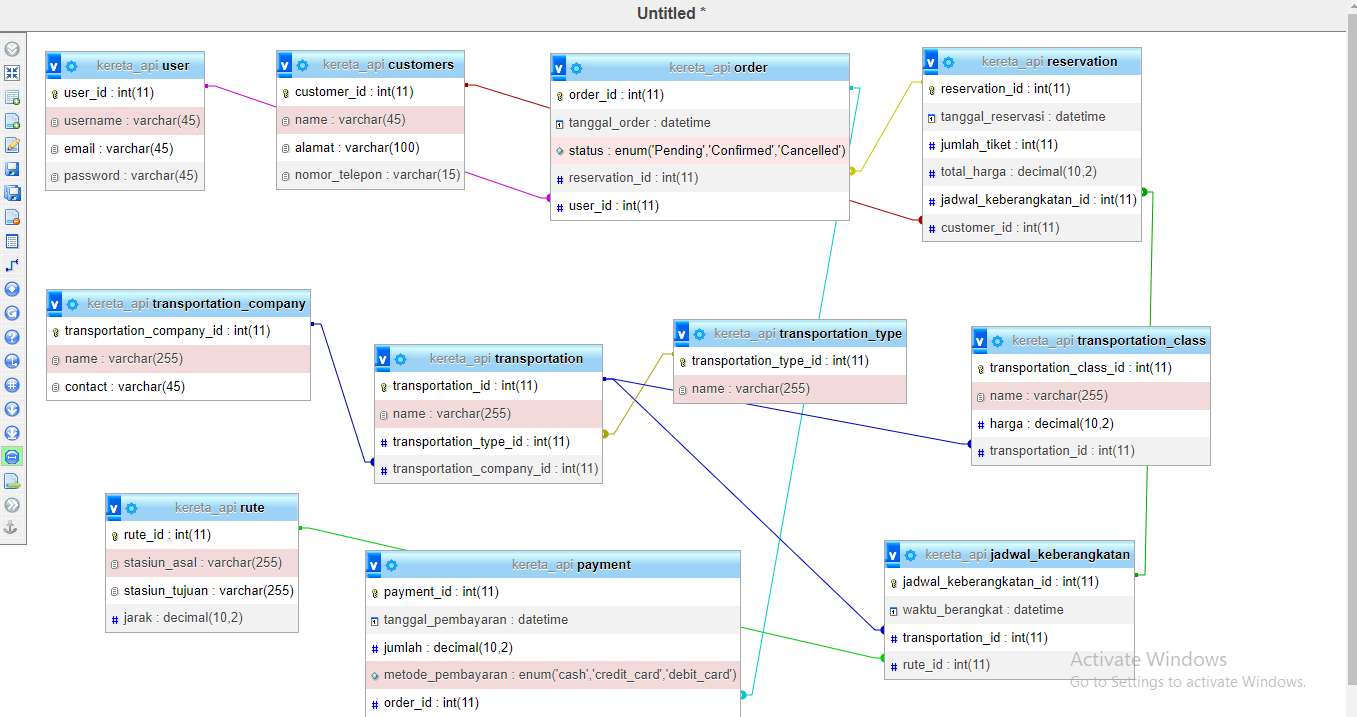 Untitled *
kereta_api user
user_id : int(11)
username : varchar(45)
email : varchar(45)
password : varchar(45)
kereta_api customers
customer_id : int(11)
name : varchar(45)
alamat : varchar(100)
nomor_telepon : varchar(15)
kereta_api order
order_id : int(11)
tanggal_order : datetime
status : enum('Pending','Confirmed','Cancelled')
reservation_id : int(11)
user_id : int(11)
kereta_api reservation
reservation_id : int(11)
tanggal_reservasi : datetime
jumlah_tiket : int(11)
total_harga : decimal(10,2)
jadwal_keberangkatan_id : int(11)
customer_id : int(11)
kereta_api transportation_company
transportation_company_id : int(11)
name : varchar(255)
contact : varchar(45)
kereta_api transportation
transportation_id : int(11)
name : varchar(255)
transportation_type_id : int(11)
transportation_company_id : int(11)
kereta_api transportation_type
transportation_type_id : int(11)
name : varchar(255)
kereta_api transportation_class
transportation_class_id : int(11)
name : varchar(255)
harga : decimal(10,2)
transportation_id : int(11)
kereta_api rute
rute_id : int(11)
stasiun_asal : varchar(255)
stasiun_tujuan : varchar(255)
jarak : decimal(10,2)
kereta_api payment
payment_id : int(11)
tanggal_pembayaran : datetime
jumlah : decimal(10,2)
metode_pembayaran : enum('cash','credit_card','debit_card')
order_id : int(11)
kereta_api jadwal_keberangkatan
jadwal_keberangkatan_id : int(11)
waktu_berangkat : datetime
transportation_id : int(11)
rute_id : int(11)
Activate Windows
Go to Settings to activate Windows.